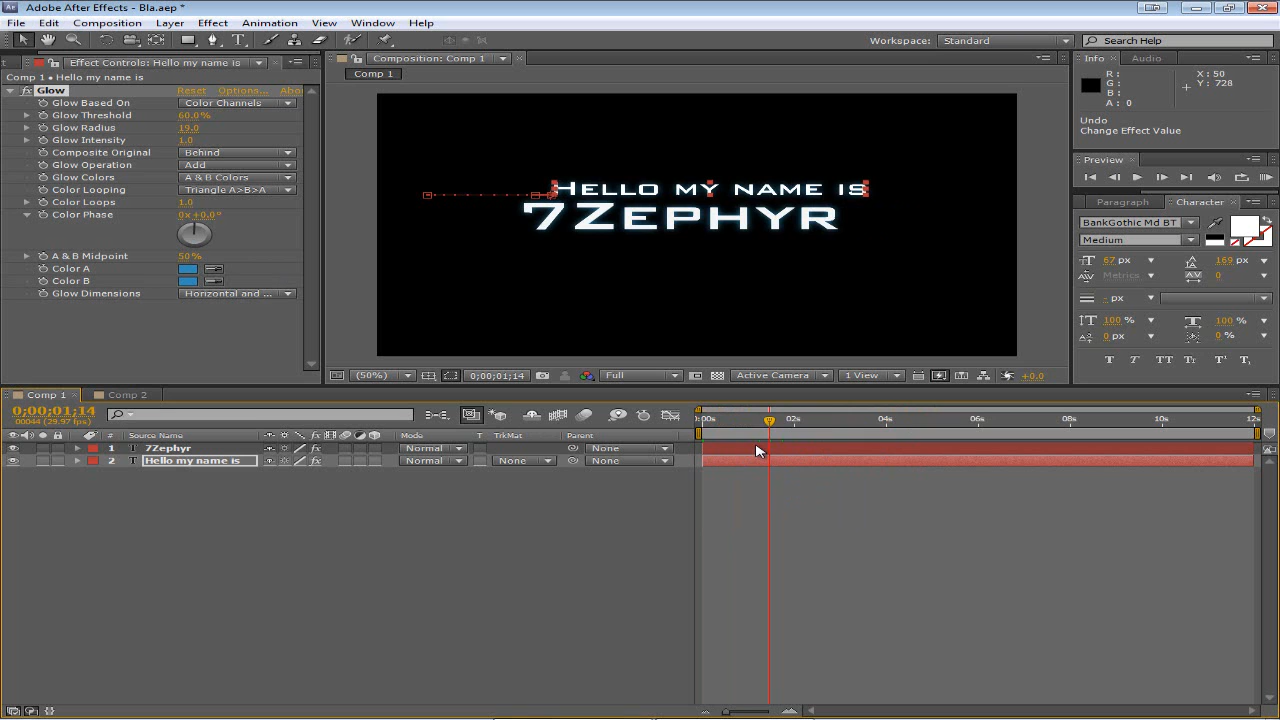 Adobe After Effects - Bla.aep *
File Edit Composition Layer Effect Animation View Window Help
Workspace: Standard Search Help
Effect Controls: Hello my name is
Comp 1 • Hello my name is
fx Glow Reset Options... Abou
Glow Based On Color Channels
Glow Threshold 60.0%
Glow Radius 19.0
Glow Intensity 1.0
Composite Original Behind
Glow Operation Add
Glow Colors A & B Colors
Color Looping Triangle A>B>A
Color Loops 1.0
Color Phase 0x+0.0°
A & B Midpoint 50%
Color A
Color B
Glow Dimensions Horizontal and ...
Composition: Comp 1
Comp 1
Hello my name is
7Zephyr
(50%) 0;00;01;14 Full Active Camera 1 View +0.0
Info Audio
R: X: 50
G: Y: 728
B:
A: 0
Undo
Change Effect Value
Preview
Paragraph Character
BankGothic Md BT
Medium
67 px 169 px
Metrics 0
- px
100 % 100 %
0 px 0 %
T T TT Tr T¹ T₁
Comp 1 Comp 2
0;00;01;14
00044 (29.97 fps)
:00s 02s 04s 06s 08s 10s 12s
# Source Name Mode T TrkMat Parent
1 T 7Zephyr fx Normal None
2 T Hello my name is fx Normal None None